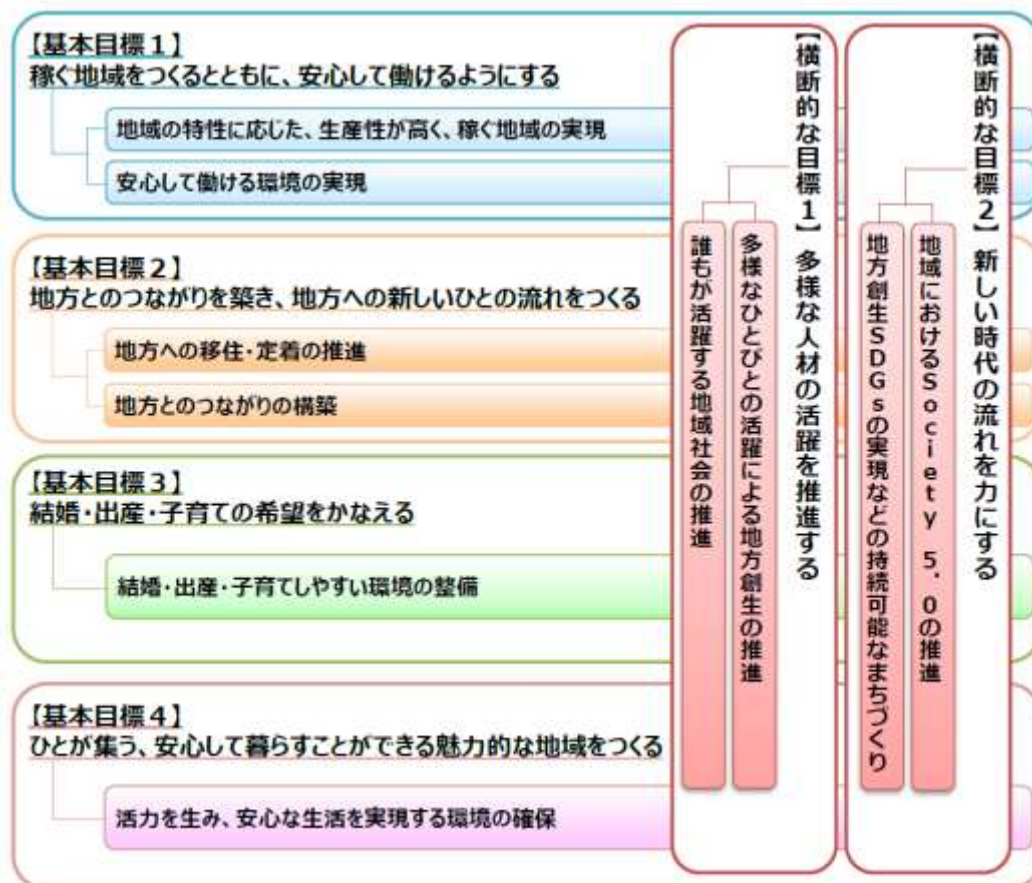 【基本目標1】
稼ぐ地域をつくるとともに、安心して働けるようにする
地域の特性に応じた、生産性が高く、稼ぐ地域の実現
安心して働ける環境の実現
【基本目標2】
地方とのつながりを築き、地方への新しいひとの流れをつくる
地方への移住・定着の推進
地方とのつながりの構築
【基本目標3】
結婚・出産・子育ての希望をかなえる
結婚・出産・子育てしやすい環境の整備
【基本目標4】
ひとが集う、安心して暮らすことができる魅力的な地域をつくる
活力を生み、安心な生活を実現する環境の確保
【横断的な目標1】多様な人材の活躍を推進する
多様なひとびとの活躍による地方創生の推進
誰もが活躍する地域社会の推進
【横断的な目標2】新しい時代の流れを力にする
地域におけるSociety 5.0の推進
地方創生SDGsの実現などの持続可能なまちづくり